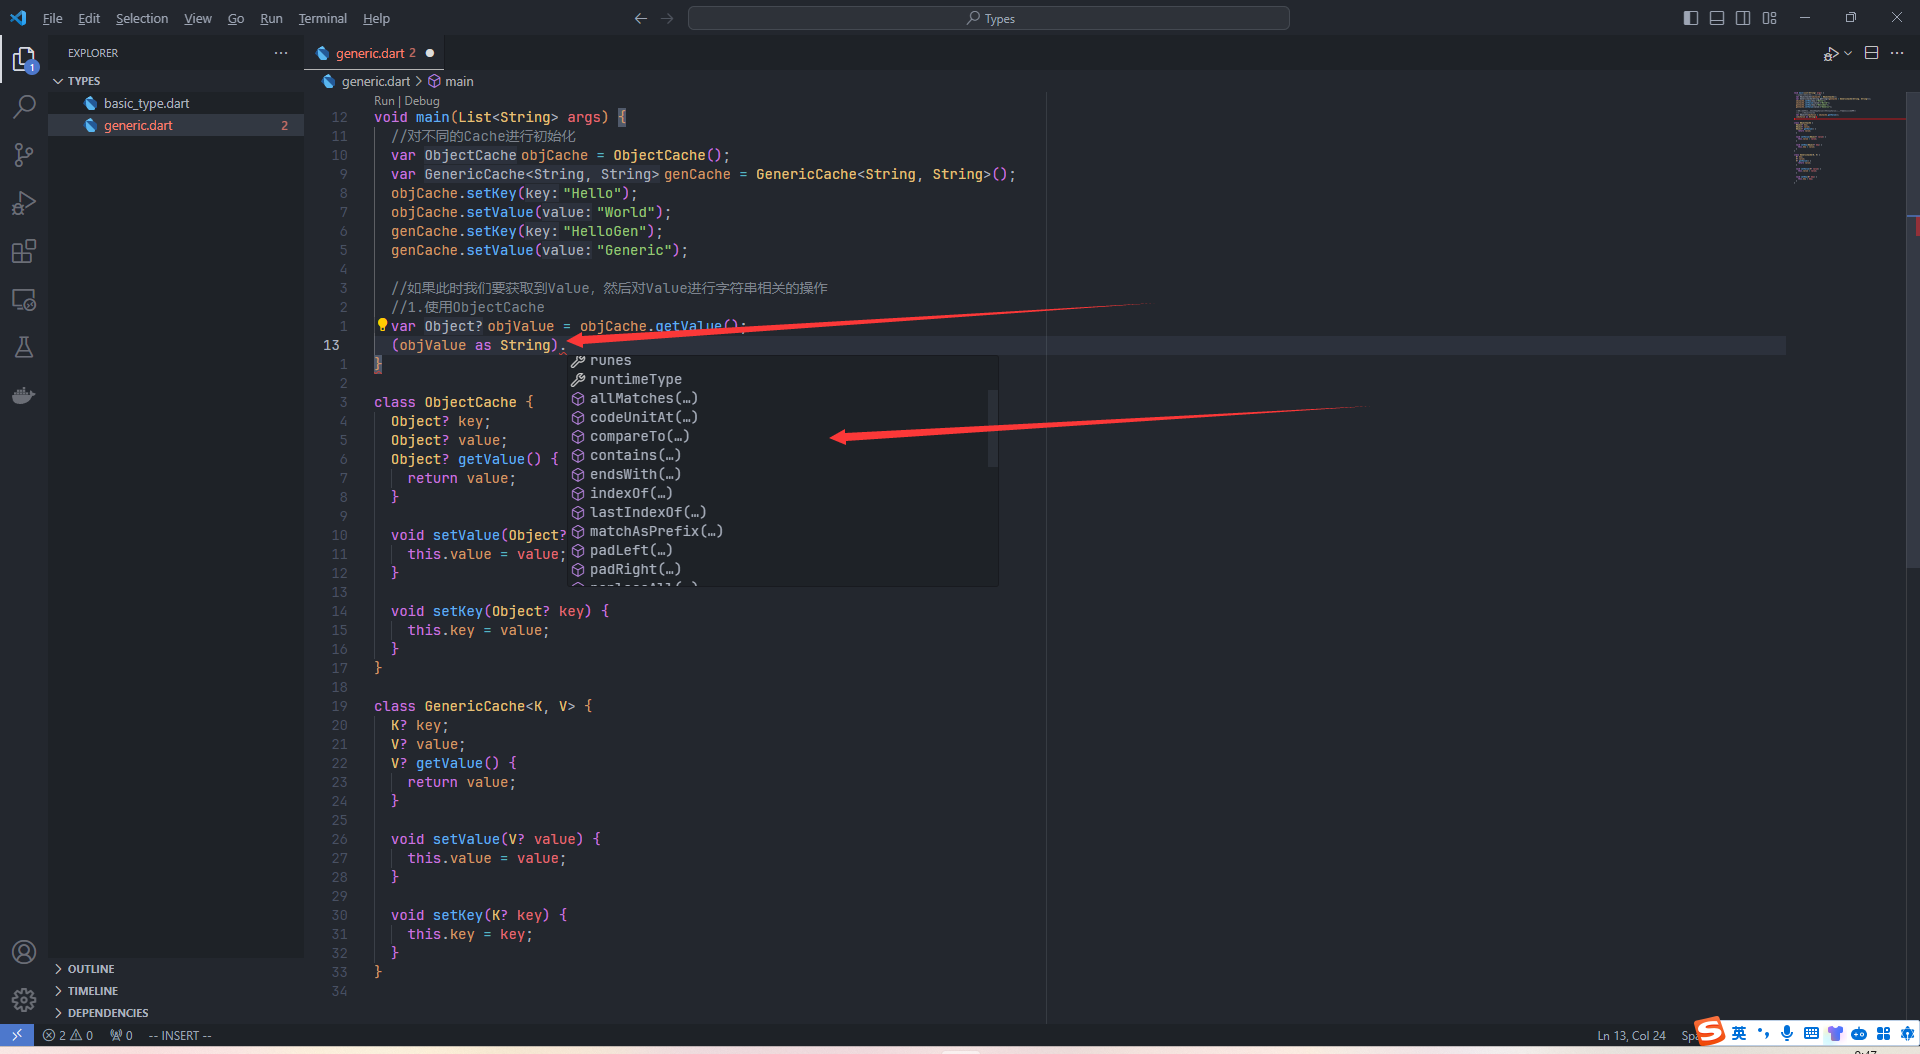 File Edit Selection View Go Run Terminal Help
Types
EXPLORER
TYPES
basic_type.dart
generic.dart 2
OUTLINE
TIMELINE
DEPENDENCIES
generic.dart 2
generic.dart > main
Run | Debug
12 void main(List<String> args) {
11 //对不同的Cache进行初始化
10 var ObjectCache objCache = ObjectCache();
9 var GenericCache<String, String> genCache = GenericCache<String, String>();
8 objCache.setKey(key: "Hello");
7 objCache.setValue(value: "World");
6 genCache.setKey(key: "HelloGen");
5 genCache.setValue(value: "Generic");
4
3 //如果此时我们要获取到Value, 然后对Value进行字符串相关的操作
2 //1.使用ObjectCache
1 var Object? objValue = objCache.getValue();
13 (objValue as String).
1 }
2
3 class ObjectCache {
4 Object? key;
5 Object? value;
6 Object? getValue() {
7 return value;
8 }
9
10 void setValue(Object?
11 this.value = value;
12 }
13
14 void setKey(Object? key) {
15 this.key = value;
16 }
17 }
18
19 class GenericCache<K, V> {
20 K? key;
21 V? value;
22 V? getValue() {
23 return value;
24 }
25
26 void setValue(V? value) {
27 this.value = value;
28 }
29
30 void setKey(K? key) {
31 this.key = key;
32 }
33 }
34
runes
runtimeType
allMatches(…)
codeUnitAt(…)
compareTo(…)
contains(…)
endsWith(…)
indexOf(…)
lastIndexOf(…)
matchAsPrefix(…)
padLeft(…)
padRight(…)
1
2 0 0 -- INSERT --
Ln 13, Col 24
英